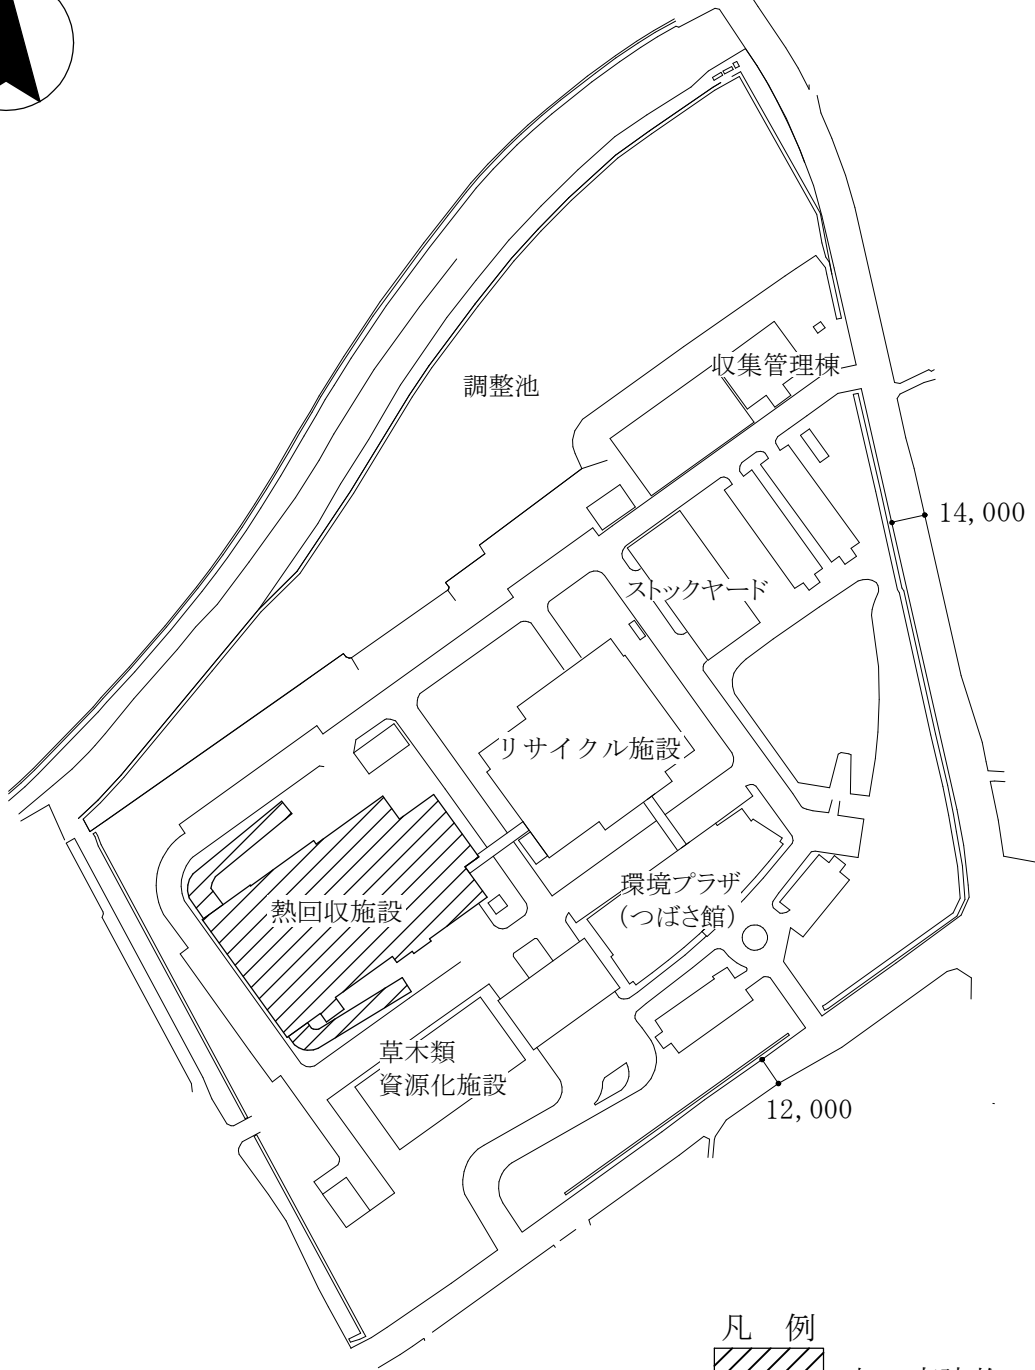 収集管理棟
調整池
14,000
ストックヤード
リサイクル施設
環境プラザ
(つばさ館)
熱回収施設
草木類
資源化施設
12,000
凡 例